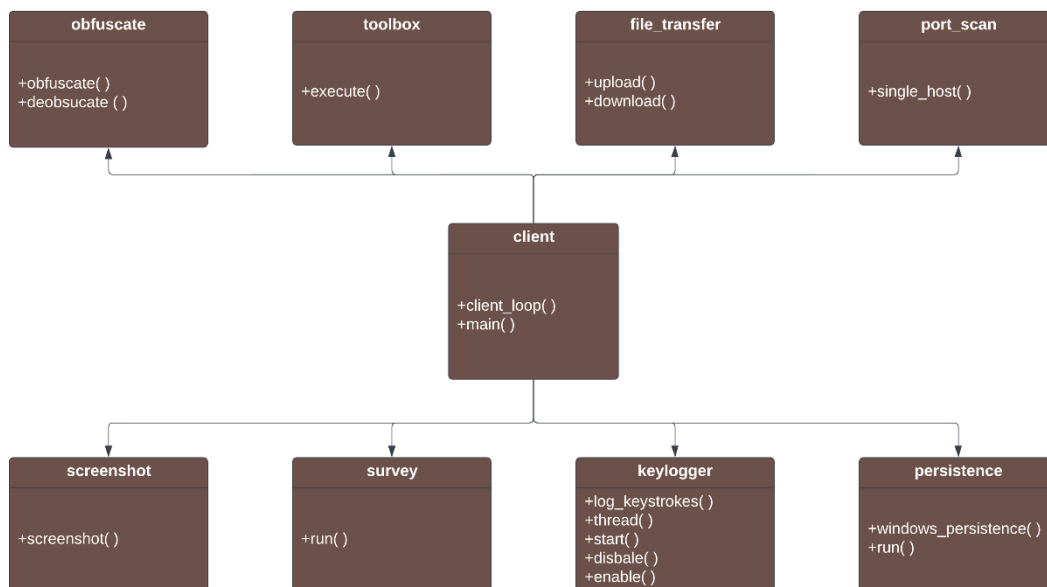 obfuscate
+obfuscate( )
+deobsucate ( )
toolbox
+execute( )
file_transfer
+upload( )
+download( )
port_scan
+single_host( )
client
+client_loop( )
+main( )
screenshot
+screenshot( )
survey
+run( )
keylogger
+log_keystrokes( )
+thread( )
+start( )
+disbale( )
+enable( )
persistence
+windows_persistence( )
+run( )